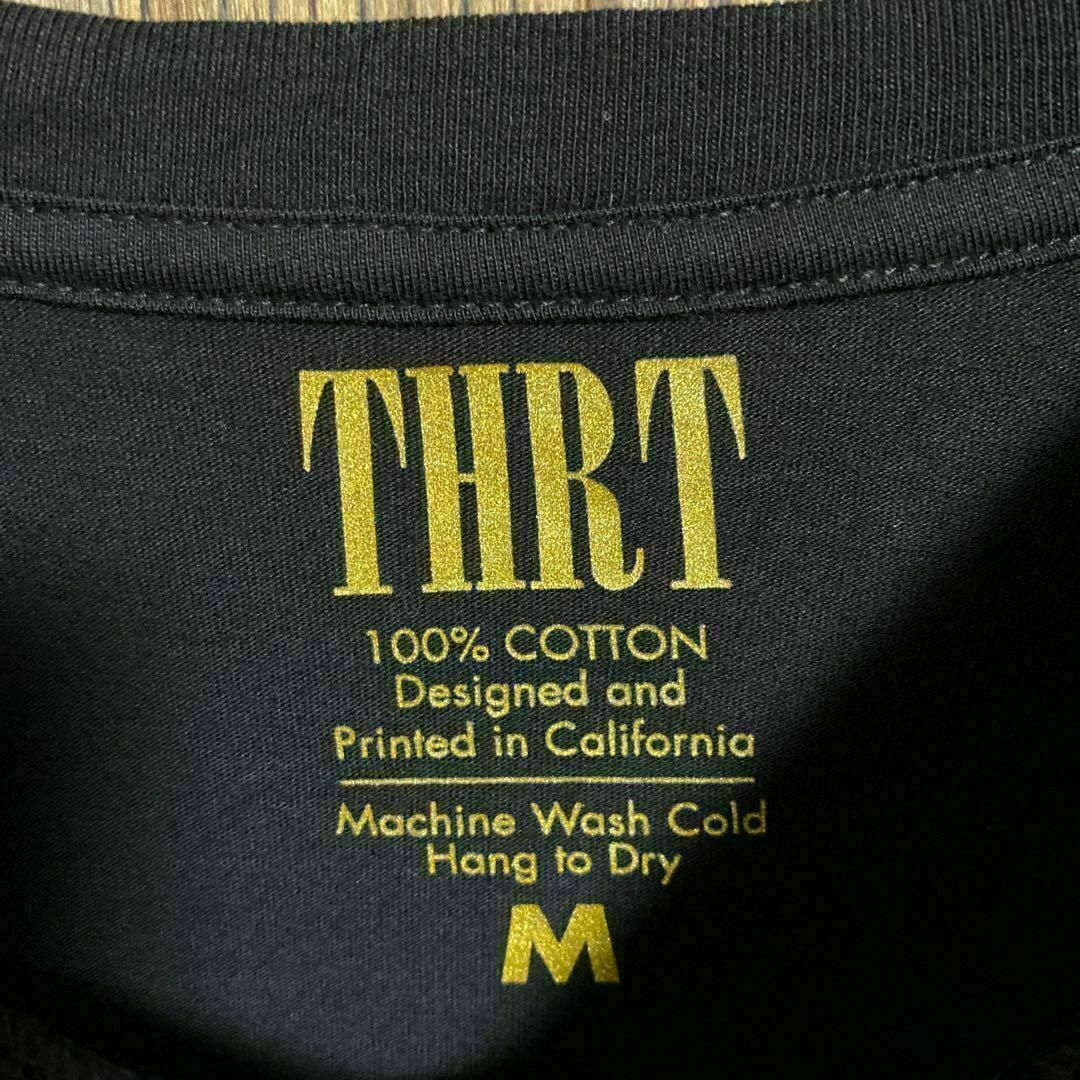 THRT
100% COTTON
Designed and
Printed in California
Machine Wash Cold
Hang to Dry
M